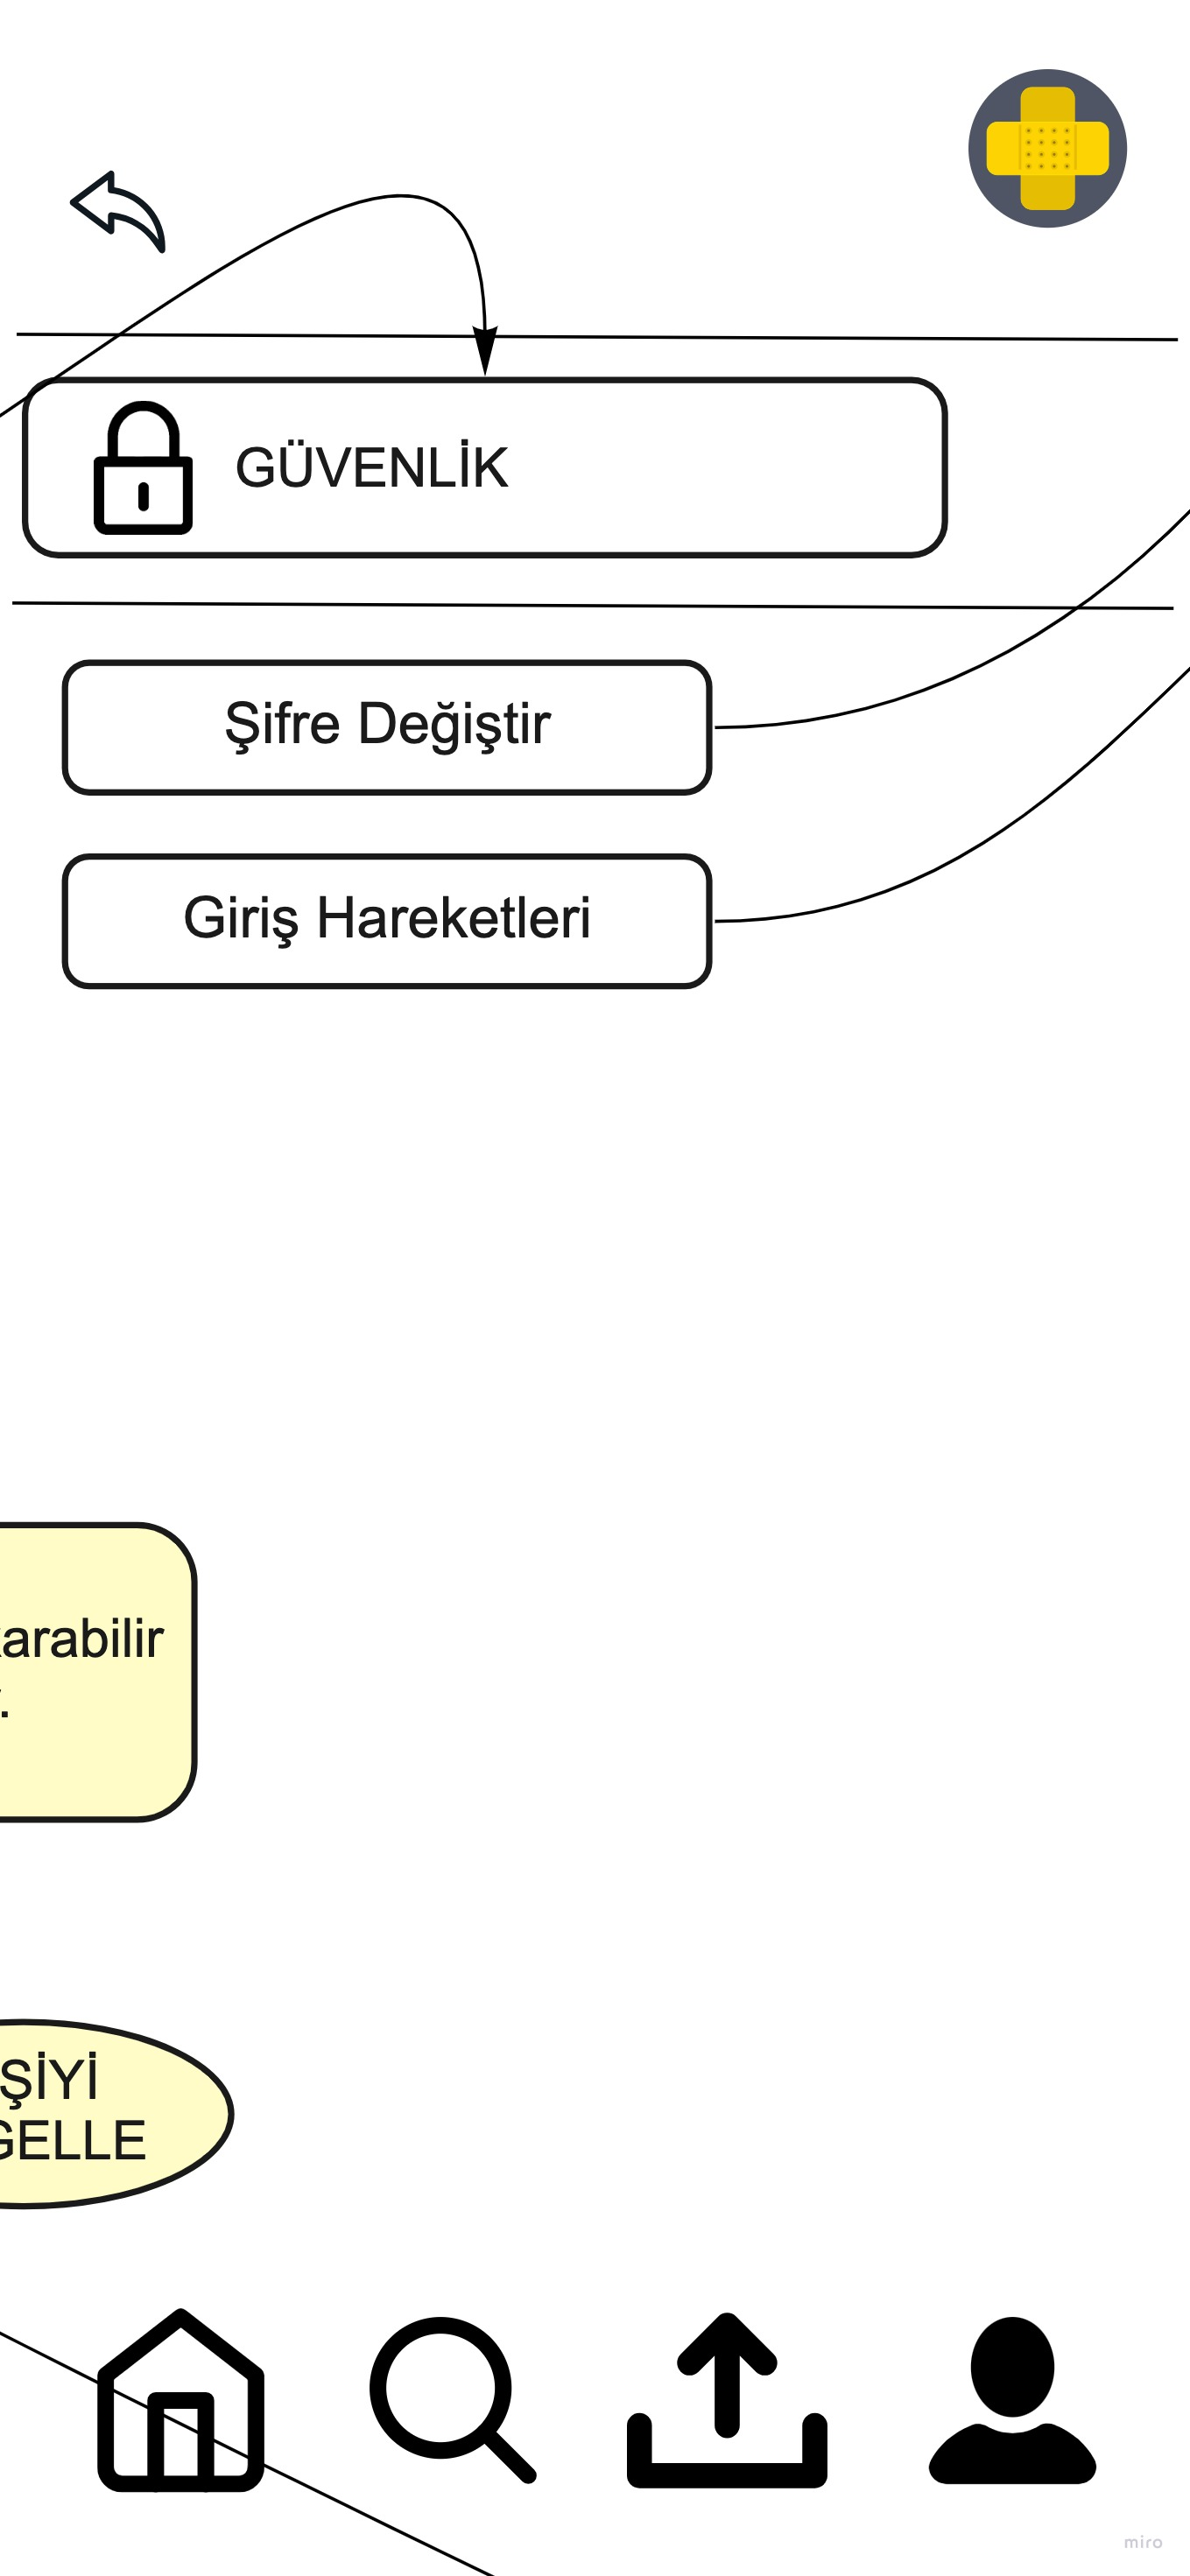 GÜVENLİK
Şifre Değiştir
Giriş Hareketleri
arabilir
ŞİYİ
GELLE
miro